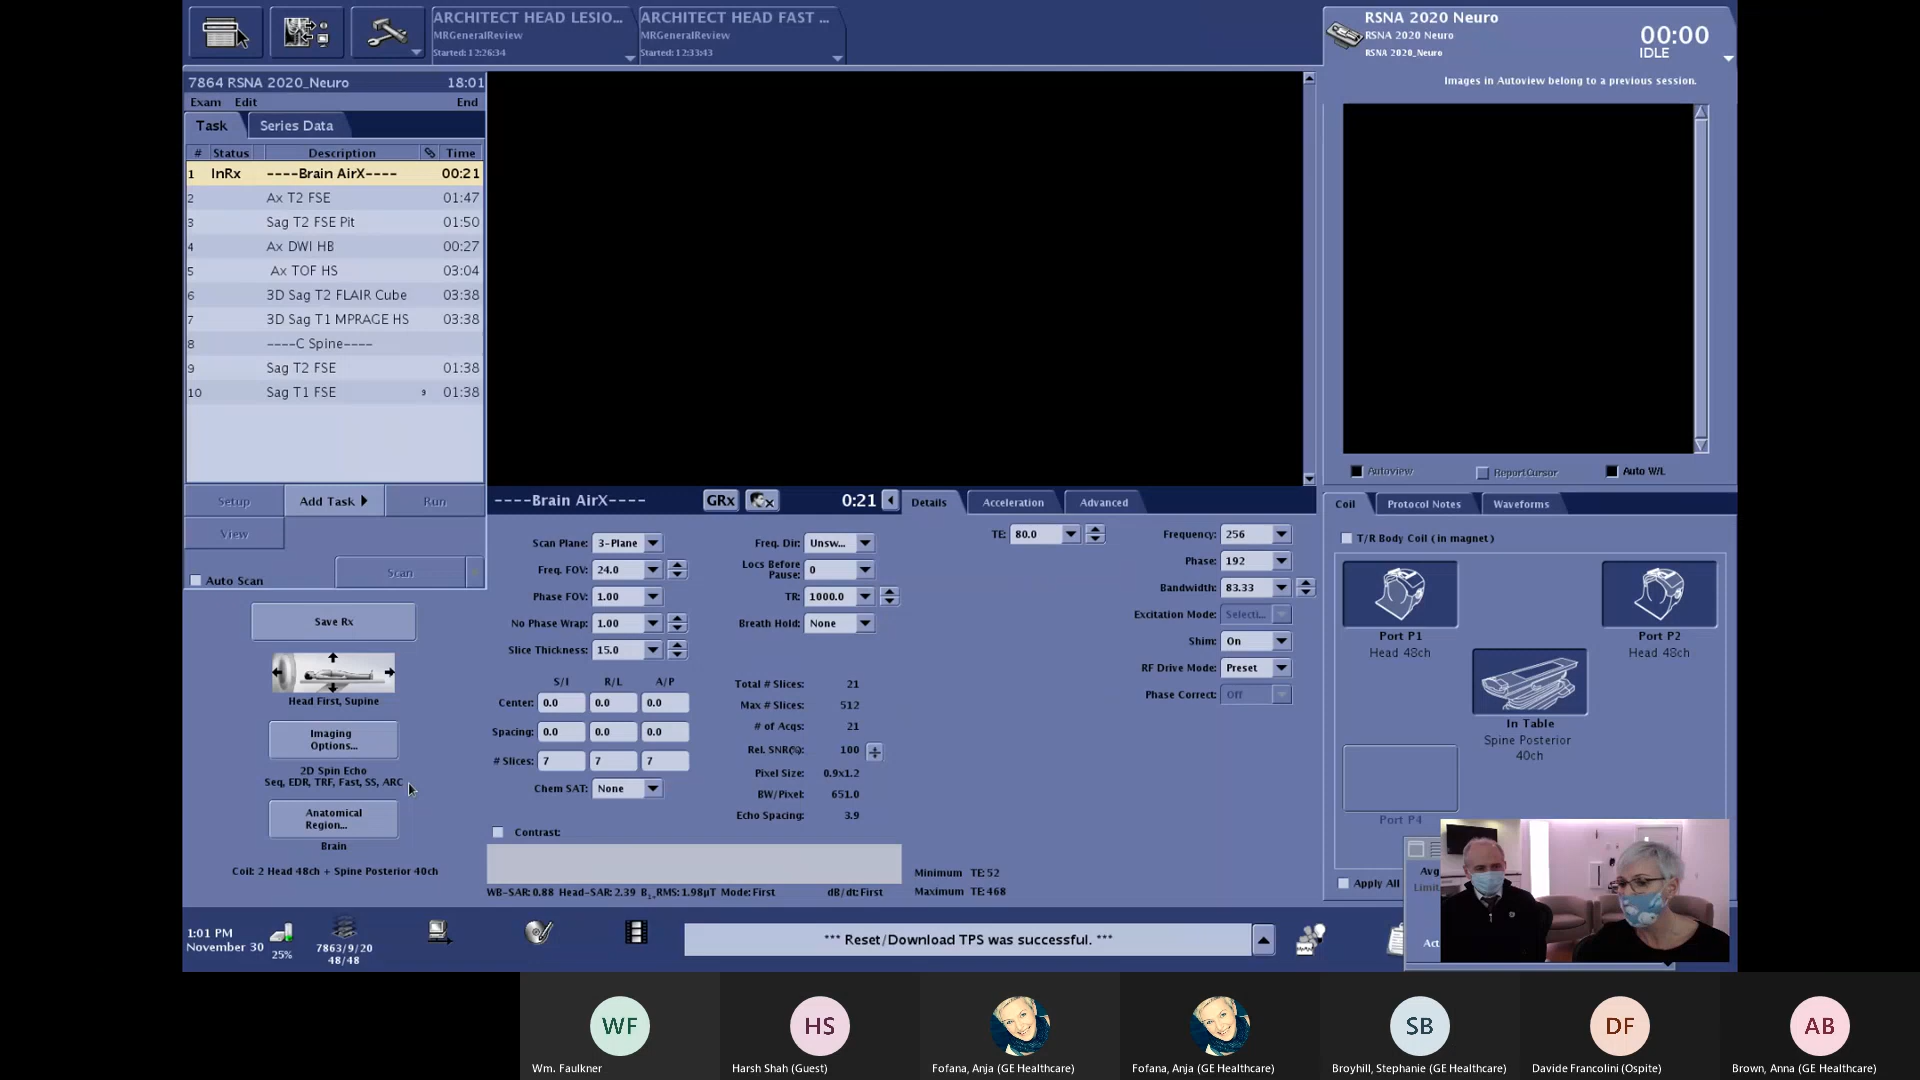 ARCHITECT HEAD LESIO...
MRGeneralReview
Started: 12:26:34
ARCHITECT HEAD FAST ...
MRGeneralReview
Started: 12:33:43
RSNA 2020 Neuro
RSNA 2020 Neuro
RSNA 2020_Neuro
00:00
IDLE
7864 RSNA 2020_Neuro 18:01
Exam Edit End
Task Series Data
# Status Description Time
1 InRx ----Brain AirX---- 00:21
2 Ax T2 FSE 01:47
3 Sag T2 FSE Pit 01:50
4 Ax DWI HB 00:27
5 Ax TOF HS 03:04
6 3D Sag T2 FLAIR Cube 03:38
7 3D Sag T1 MPRAGE HS 03:38
8 ----C Spine----
9 Sag T2 FSE 01:38
10 Sag T1 FSE 9 01:38
Setup Add Task Run
View
Auto Scan Scan
Save Rx
Head First, Supine
Imaging
Options...
2D Spin Echo
Seq, EDR, TRF, Fast, SS, ARC
Anatomical
Region...
Brain
Coil: 2 Head 48ch + Spine Posterior 40ch
----Brain AirX---- GRx 0:21
Details Acceleration Advanced
Scan Plane: 3-Plane
Freq. FOV: 24.0
Phase FOV: 1.00
No Phase Wrap: 1.00
Slice Thickness: 15.0
S/I R/L A/P
Center: 0.0 0.0 0.0
Spacing: 0.0 0.0 0.0
# Slices: 7 7 7
Chem SAT: None
Contrast:
Freq. Dir: Unsw...
Locs Before
Pause: 0
TR: 1000.0
Breath Hold: None
Total # Slices: 21
Max # Slices: 512
# of Acqs: 21
Rel. SNR(%): 100
Pixel Size: 0.9x1.2
BW/Pixel: 651.0
Echo Spacing: 3.9
WB-SAR: 0.88 Head-SAR: 2.39 B1+RMS: 1.98µT Mode: First dB/dt: First
TE: 80.0
Frequency: 256
Phase: 192
Bandwidth: 83.33
Excitation Mode: Selecti...
Shim: On
RF Drive Mode: Preset
Phase Correct: Off
Minimum TE: 52
Maximum TE: 468
Images in Autoview belong to a previous session.
Autoview Report Cursor Auto W/L
Coil Protocol Notes Waveforms
T/R Body Coil (in magnet)
Port P1
Head 48ch
Port P2
Head 48ch
In Table
Spine Posterior
40ch
Port P4
Apply All
Avg
Limit
Act
1:01 PM
November 30
25%
7863/9/20
48/48
*** Reset/Download TPS was successful. ***
WF
Wm. Faulkner
HS
Harsh Shah (Guest)
Fofana, Anja (GE Healthcare)
Fofana, Anja (GE Healthcare)
SB
Broyhill, Stephanie (GE Healthcare)
DF
Davide Francolini (Ospite)
AB
Brown, Anna (GE Healthcare)